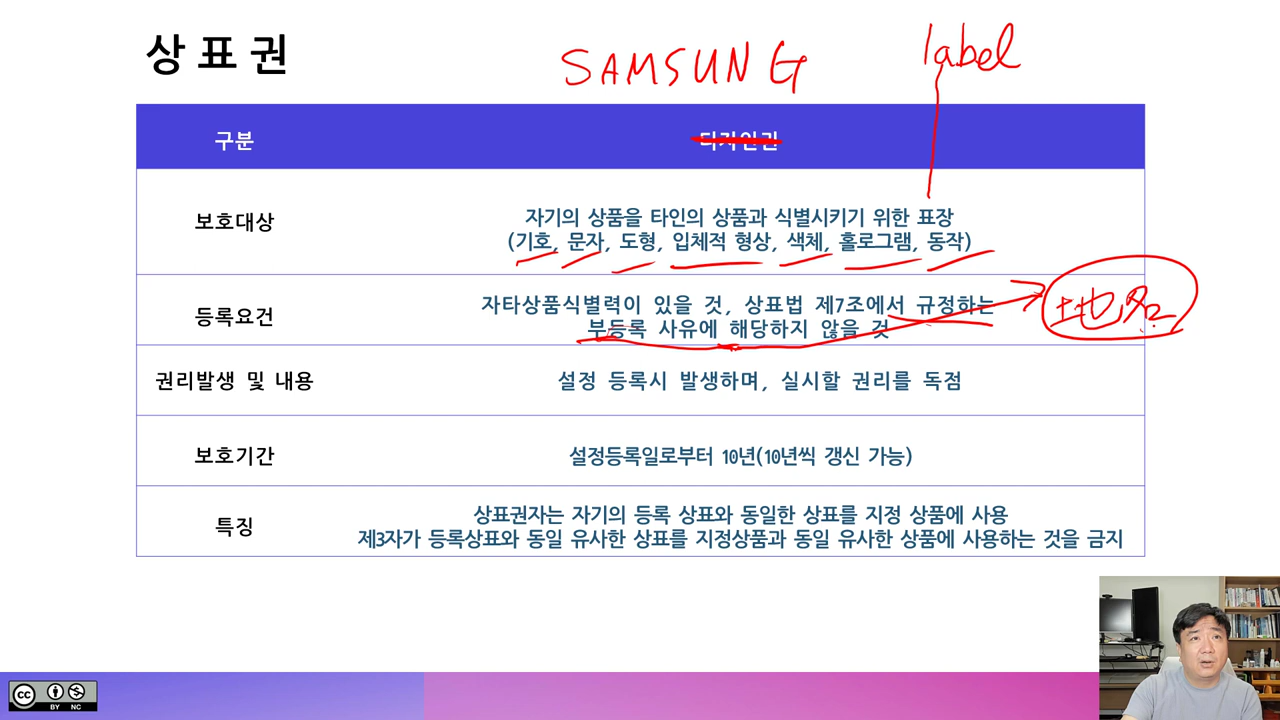 상표권
SAMSUNG
label
구분
디자인권
보호대상
자기의 상품을 타인의 상품과 식별시키기 위한 표장
(기호, 문자, 도형, 입체적 형상, 색체, 홀로그램, 동작)
등록요건
자타상품식별력이 있을 것, 상표법 제7조에서 규정하는
부등록 사유에 해당하지 않을 것
地名
권리발생 및 내용
설정 등록시 발생하며, 실시할 권리를 독점
보호기간
설정등록일로부터 10년(10년씩 갱신 가능)
특징
상표권자는 자기의 등록 상표와 동일한 상표를 지정 상품에 사용
제3자가 등록상표와 동일 유사한 상표를 지정상품과 동일 유사한 상품에 사용하는 것을 금지
cc
BY NC